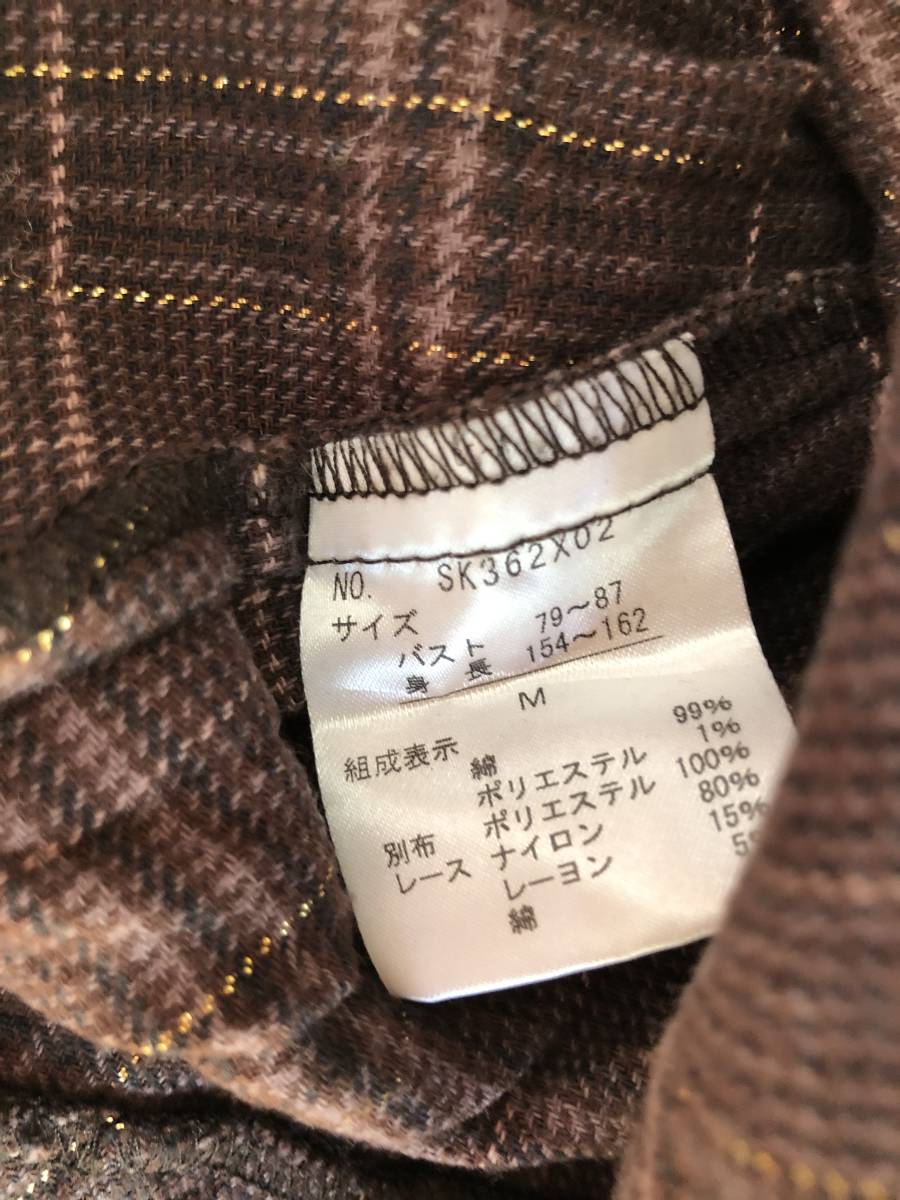 NO. SK362X02
サイズ
バスト 79〜87
身長 154〜162
M
組成表示 綿 99%
ポリエステル 1%
別布 ポリエステル 100%
レース ナイロン 80%
レーヨン 15%
綿